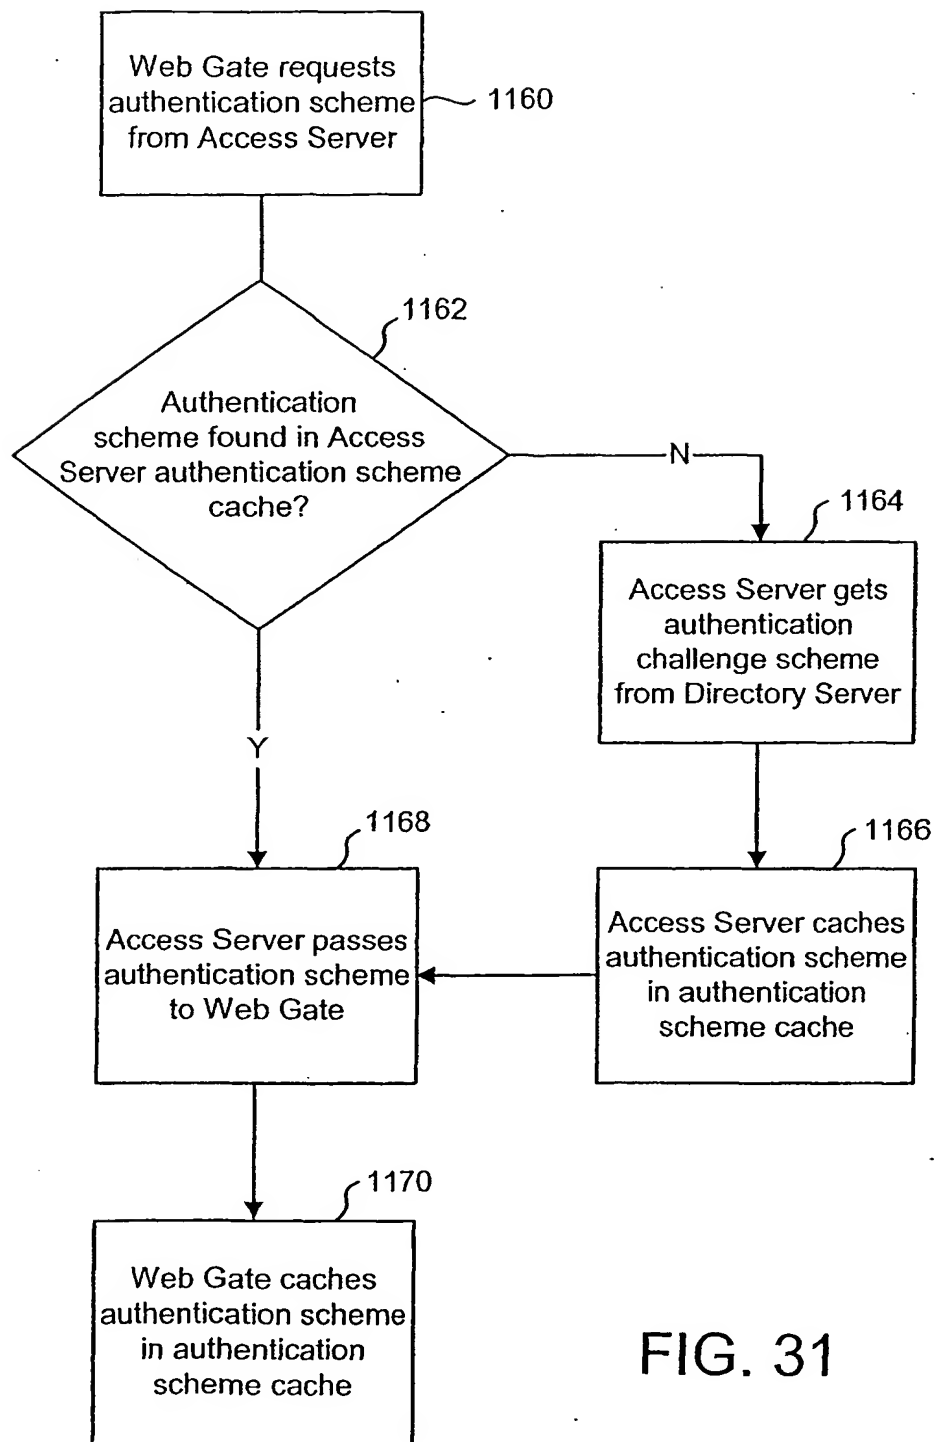 Web Gate requests
authentication scheme
from Access Server
1160
1162
Authentication
scheme found in Access
Server authentication scheme
cache?
N
1164
Access Server gets
authentication
challenge scheme
from Directory Server
Y
1168
Access Server passes
authentication scheme
to Web Gate
1166
Access Server caches
authentication scheme
in authentication
scheme cache
1170
Web Gate caches
authentication scheme
in authentication
scheme cache
FIG. 31